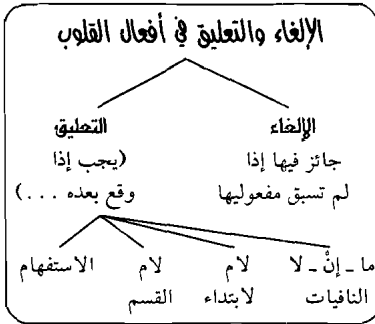 الإلغاء والتعليق في أفعال القلوب
الإلغاء
جائز فيها إذا
لم تسبق مفعوليها
التعليق
(يجب إذا
وقع بعده ...)
ما ـ إنْ ـ لا
النافيات
لام
لابتداء
لام
القسم
الاستفهام